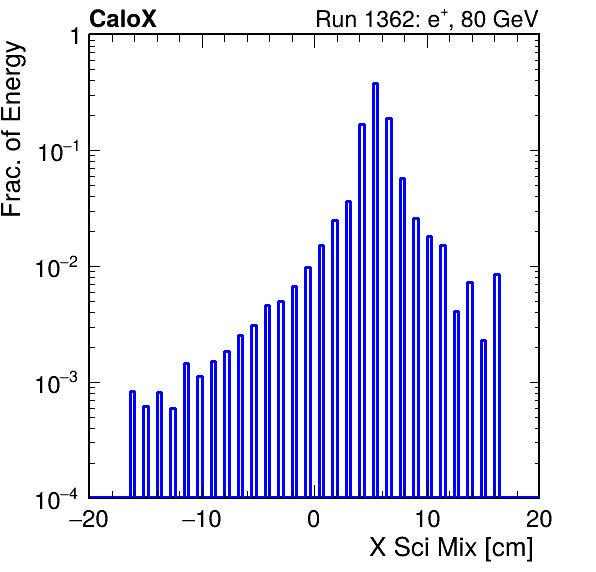 CaloX Run 1362: e⁺, 80 GeV
Frac. of Energy
1
10⁻¹
10⁻²
10⁻³
10⁻⁴
−20 −10 0 10 20
X Sci Mix [cm]